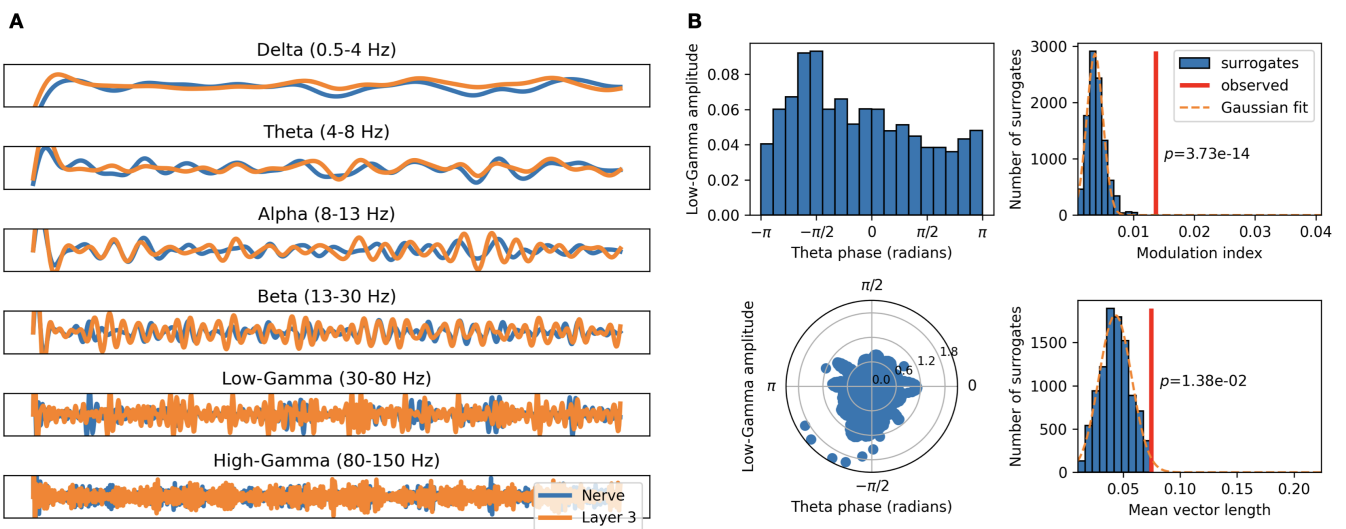 A
Delta (0.5-4 Hz)
Theta (4-8 Hz)
Alpha (8-13 Hz)
Beta (13-30 Hz)
Low-Gamma (30-80 Hz)
High-Gamma (80-150 Hz)
Nerve
Layer 3
B
Low-Gamma amplitude
0.08
0.06
0.04
0.02
0.00
−π
−π/2
0
π/2
π
Theta phase (radians)
Number of surrogates
3000
2000
1000
0
surrogates
observed
Gaussian fit
p=3.73e-14
0.01
0.02
0.03
0.04
Modulation index
Low-Gamma amplitude
π/2
π
0
−π/2
0.0
0.6
1.2
1.8
Theta phase (radians)
Number of surrogates
1500
1000
500
0
p=1.38e-02
0.05
0.10
0.15
0.20
Mean vector length